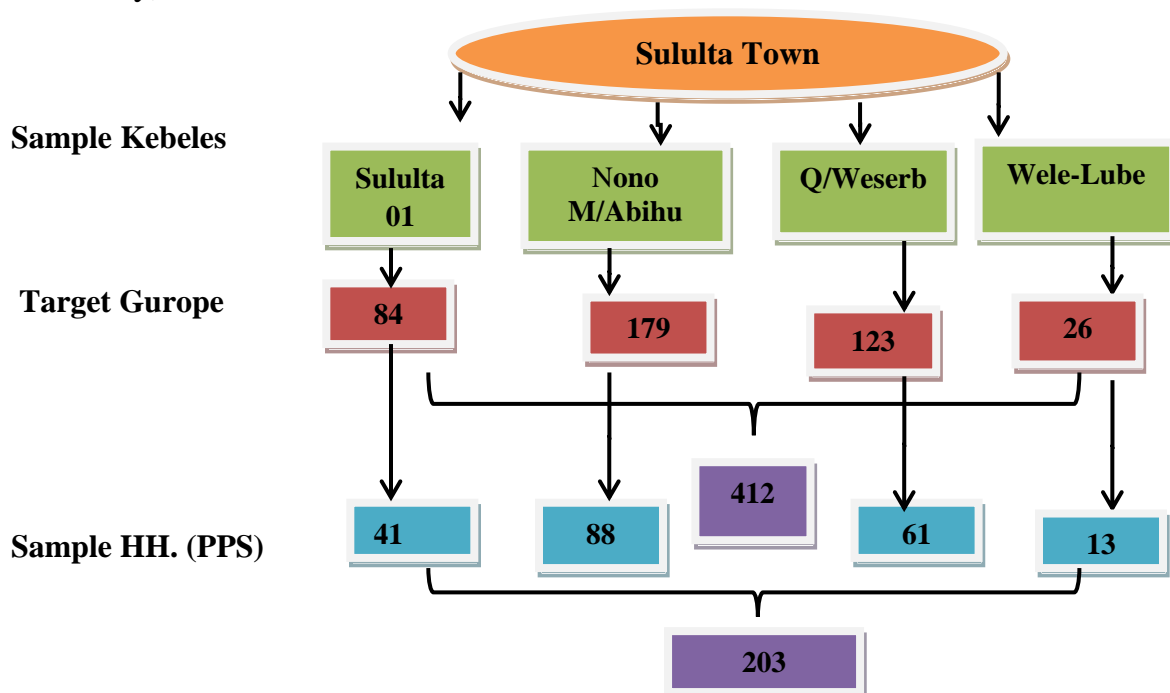 Sululta Town
Sample Kebeles
Sululta
01
Nono
M/Abihu
Q/Weserb
Wele-Lube
Target Gurope
84
179
123
26
412
Sample HH. (PPS)
41
88
61
13
203